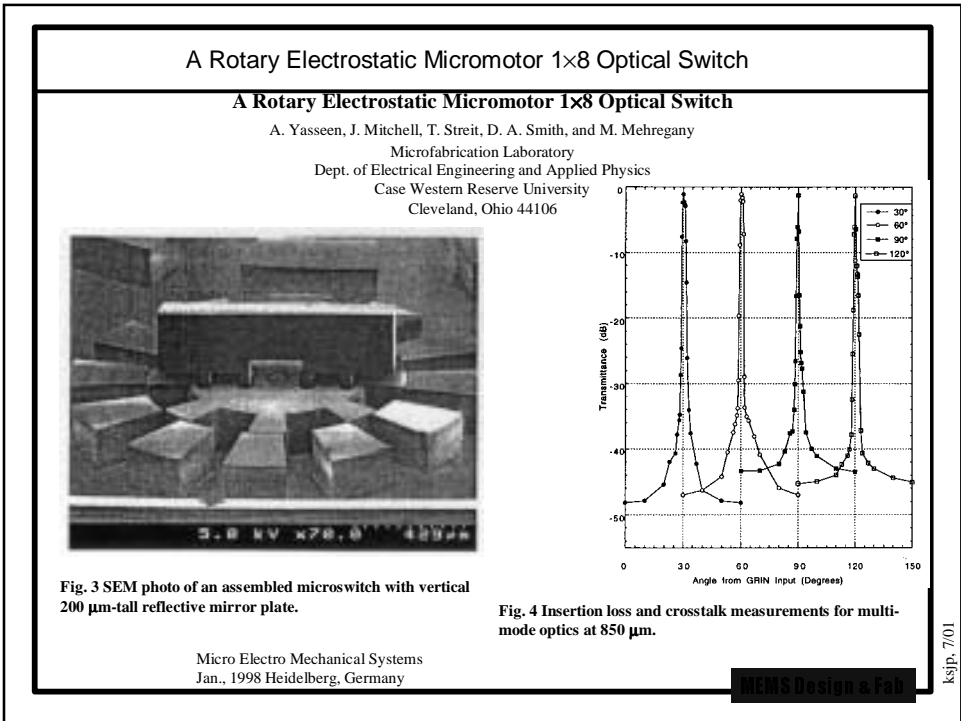 A Rotary Electrostatic Micromotor 1×8 Optical Switch
A Rotary Electrostatic Micromotor 1×8 Optical Switch
A. Yasseen, J. Mitchell, T. Streit, D. A. Smith, and M. Mehregany
Microfabrication Laboratory
Dept. of Electrical Engineering and Applied Physics
Case Western Reserve University
Cleveland, Ohio 44106
5.0 kV x70.0 429µm
Fig. 3 SEM photo of an assembled microswitch with vertical
200 µm-tall reflective mirror plate.
0
-10
-20
-30
-40
-50
Transmittance (dB)
30°
60°
90°
120°
0 30 60 90 120 150
Angle from GRIN Input (Degrees)
Fig. 4 Insertion loss and crosstalk measurements for multi-
mode optics at 850 µm.
Micro Electro Mechanical Systems
Jan., 1998 Heidelberg, Germany
MEMS Design & Fab
ksjp, 7/01